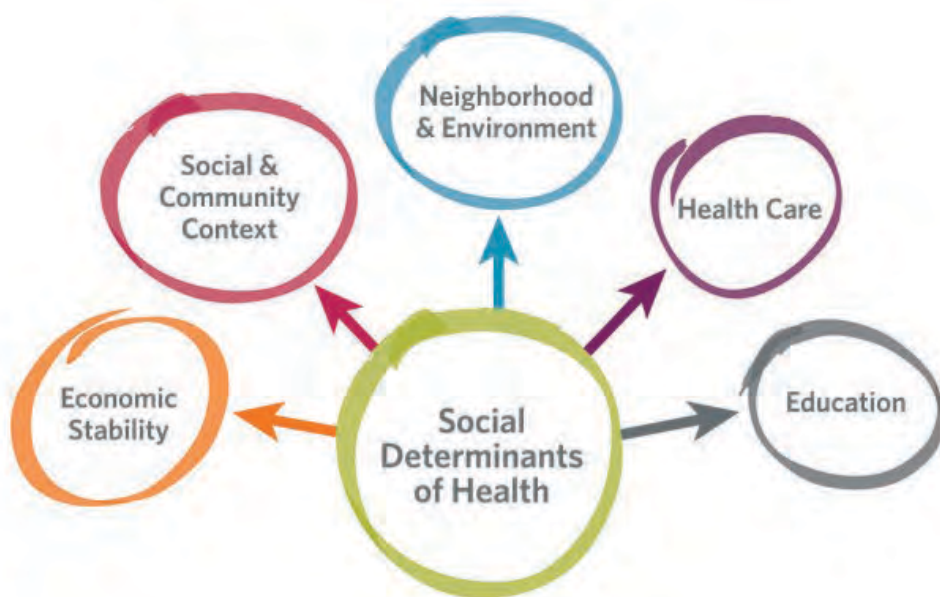 Neighborhood
& Environment
Social &
Community
Context
Health Care
Economic
Stability
Education
Social
Determinants
of Health